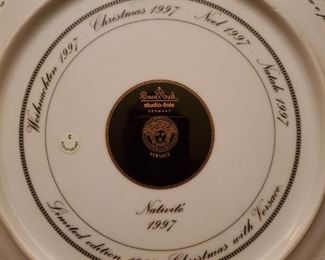 Weihnachten 1997 Christmas 1997 Noel 1997 Natale 1997
Rosenthal
studio-linie
GERMANY
VERSACE
Nativité
1997
Limited edition 1997 Christmas with Versace